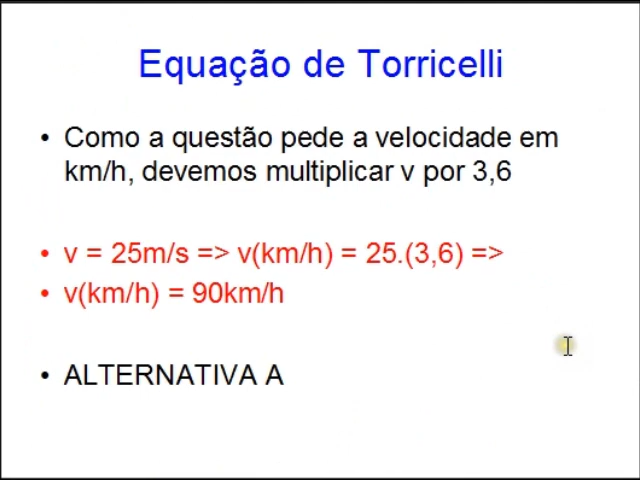 Equação de Torricelli
• Como a questão pede a velocidade em
km/h, devemos multiplicar v por 3,6
• v = 25m/s => v(km/h) = 25.(3,6) =>
• v(km/h) = 90km/h
• ALTERNATIVA A